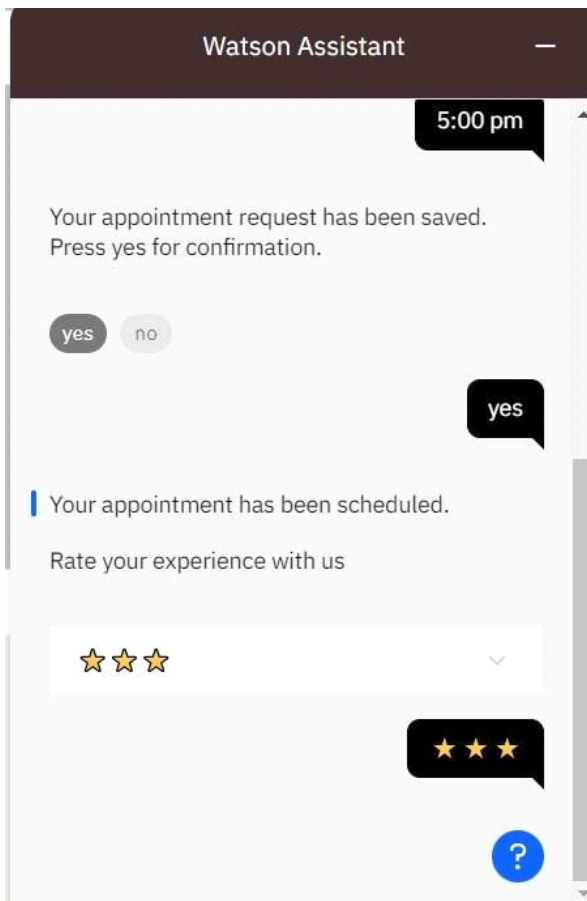 Watson Assistant
5:00 pm
Your appointment request has been saved.
Press yes for confirmation.
yes no
yes
Your appointment has been scheduled.
Rate your experience with us
?